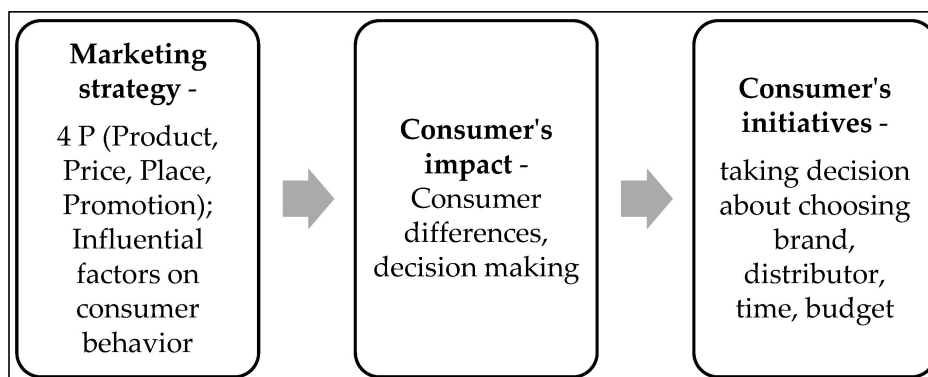 Marketing
strategy -
4 P (Product,
Price, Place,
Promotion);
Influential
factors on
consumer
behavior
Consumer's
impact -
Consumer
differences,
decision making
Consumer's
initiatives -
taking decision
about choosing
brand,
distributor,
time, budget